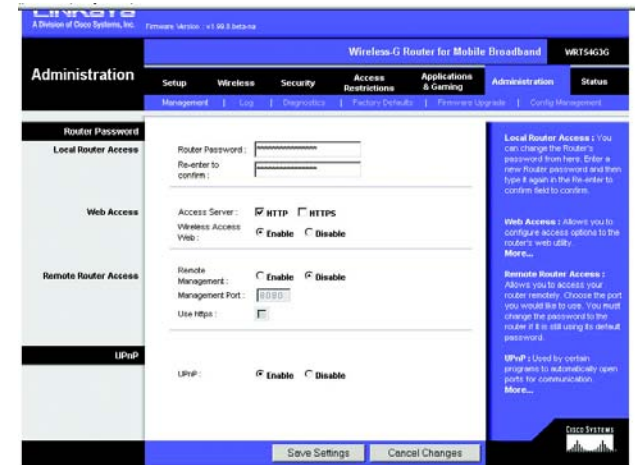 LINKSYS
A Division of Cisco Systems, Inc.
Firmware Version : v1.99.8 beta-na
Wireless-G Router for Mobile Broadband
WRT54G3G
Administration
Setup
Wireless
Security
Access Restrictions
Applications & Gaming
Administration
Status
Management | Log | Diagnostics | Factory Defaults | Firmware Upgrade | Config Management
Router Password
Local Router Access
Router Password :
Re-enter to
confirm :
Web Access
Access Server :
HTTP
HTTPS
Wireless Access
Web :
Enable
Disable
Remote Router Access
Remote
Management :
Enable
Disable
Management Port :
8080
Use https :
UPnP
UPnP :
Enable
Disable
Local Router Access : You
can change the Router's
password from here. Enter a
new Router password and then
type it again in the Re-enter to
confirm field to confirm.
Web Access : Allows you to
configure access options to the
router's web utility.
More...
Remote Router Access :
Allows you to access your
router remotely. Choose the port
you would like to use. You must
change the password to the
router if it is still using its default
password.
UPnP : Used by certain
programs to automatically open
ports for communication.
More...
Cisco Systems
Save Settings
Cancel Changes